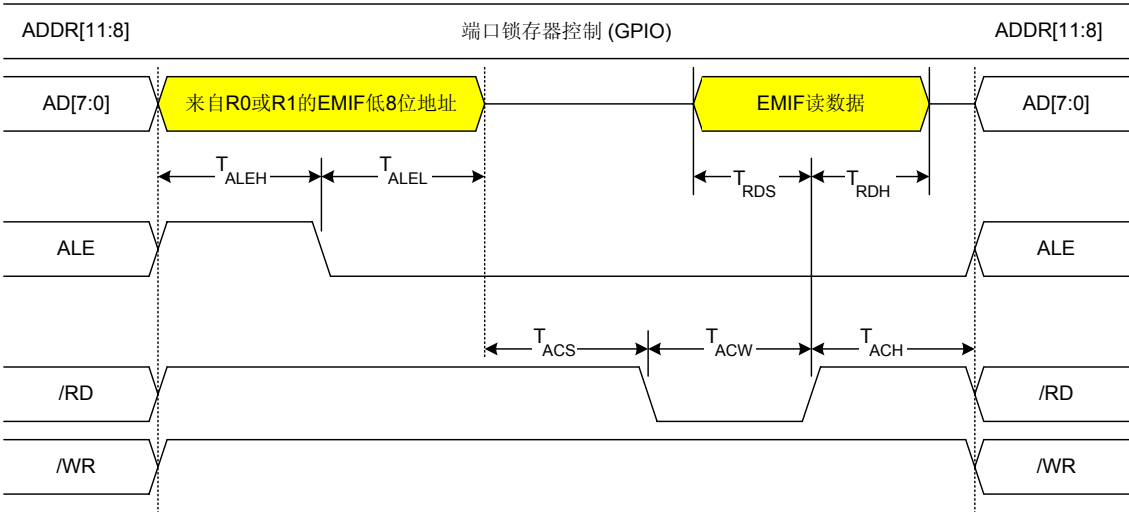 ADDR[11:8] 端口锁存器控制 (GPIO) ADDR[11:8]
AD[7:0] 来自R0或R1的EMIF低8位地址 EMIF读数据 AD[7:0]
TALEH TALEL TRDS TRDH
ALE ALE
TACS TACW TACH
/RD /RD
/WR /WR